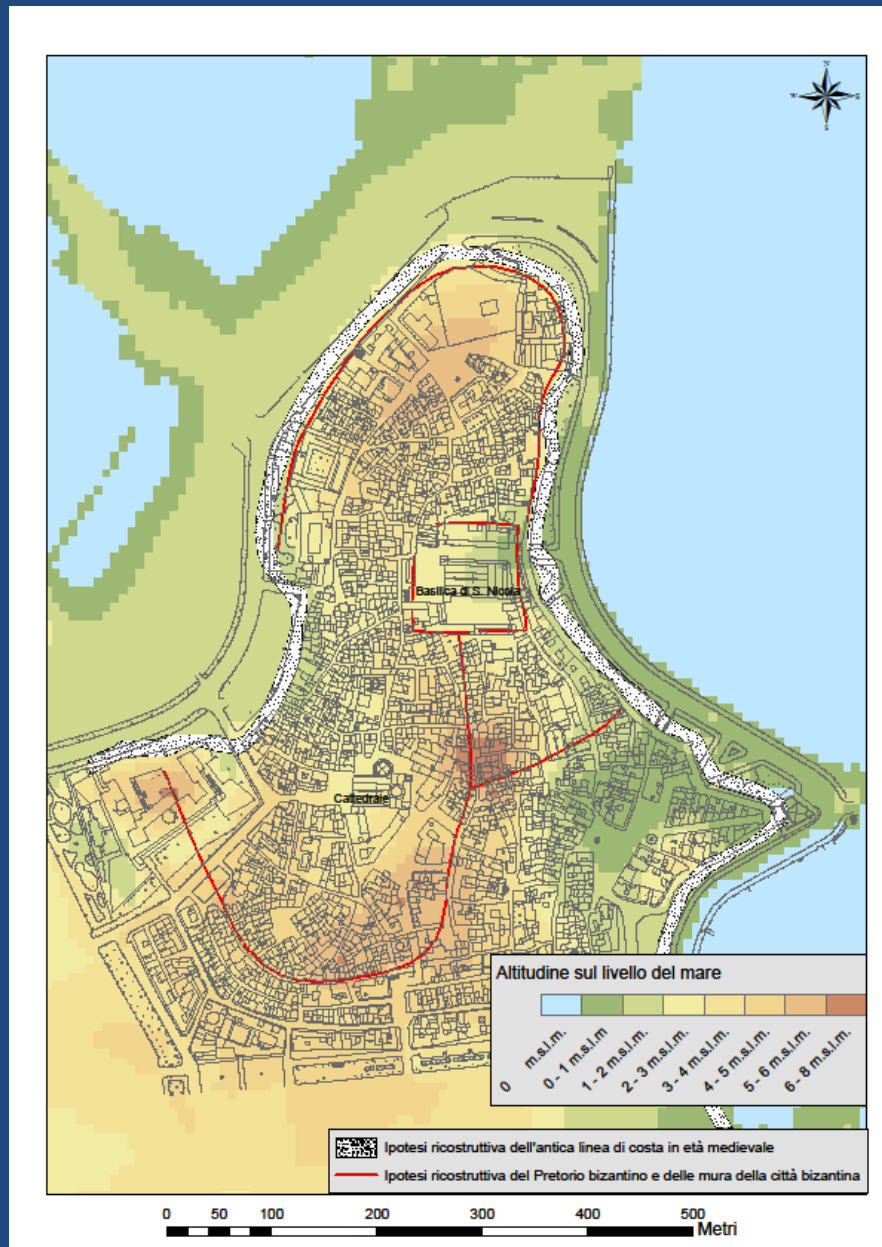 N
W E
S
Basilica di S. Nicola
Cattedrale
Altitudine sul livello del mare
0 m.s.l.m.
0 - 1 m.s.l.m
1 - 2 m.s.l.m.
2 - 3 m.s.l.m.
3 - 4 m.s.l.m.
4 - 5 m.s.l.m.
5 - 6 m.s.l.m.
6 - 8 m.s.l.m.
Ipotesi ricostruttiva dell'antica linea di costa in età medievale
Ipotesi ricostruttiva del Pretorio bizantino e delle mura della città bizantina
0 50 100 200 300 400 500
Metri